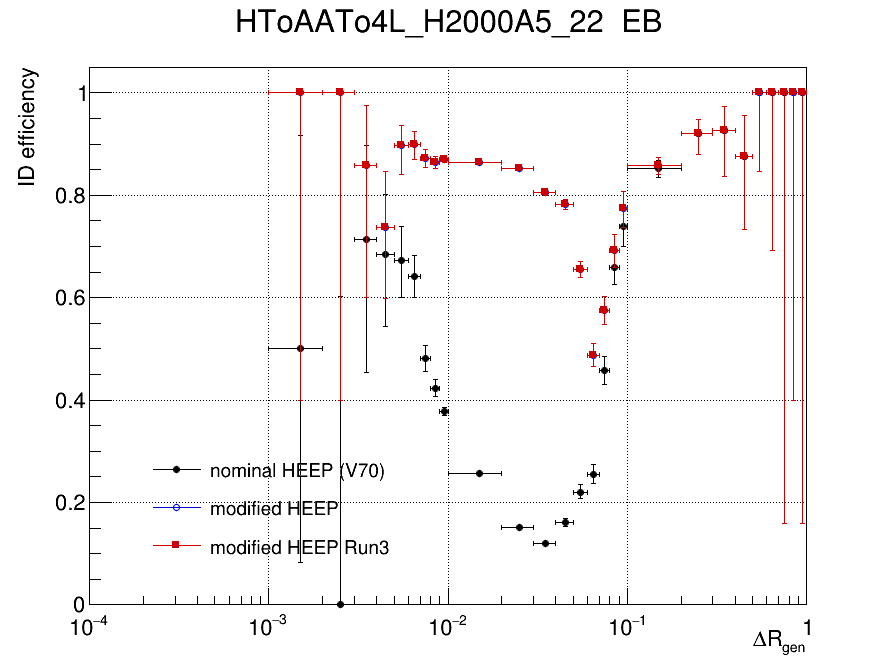 HToAATo4L_H2000A5_22 EB
ID efficiency
1
0.8
0.6
0.4
0.2
0
nominal HEEP (V70)
modified HEEP
modified HEEP Run3
10⁻⁴ 10⁻³ 10⁻² 10⁻¹ 1
ΔR_gen